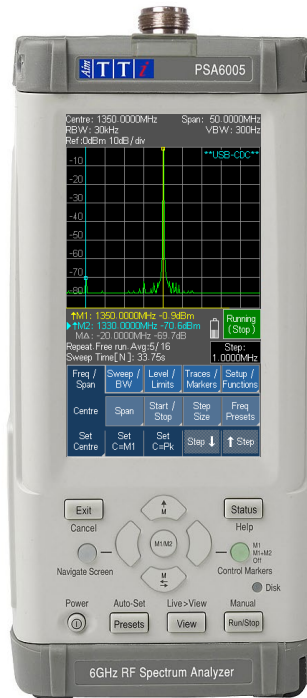 Aim TTi PSA6005
Centre: 1350.0000MHz Span: 50.0000MHz
RBW: 30kHz VBW: 300Hz
Ref:0dBm 10dB/div
**USB-CDC**
-10
-20
-30
-40
-50
-60
-70
-80
↑M1: 1350.0000MHz -0.9dBm
▶↑M2: 1330.0000MHz -70.6dBm
MΔ: -20.0000MHz -69.7dB
Running
(Stop)
Repeat Free run Avg:5/16
Sweep Time[N]: 33.75s
Step:
1.0000MHz
Freq / Span Sweep / BW Level / Limits Traces / Markers Setup / Functions
Centre Span Start / Stop Step Size Freq Presets
Set Centre Set C=M1 Set C=Pk Step ↓ ↑ Step
Exit M Status
Cancel M1/M2 Help
Navigate Screen M Control Markers
M1
M1+M2
Off
Disk
Power Auto-Set Live>View Manual
Presets View Run/Stop
6GHz RF Spectrum Analyzer